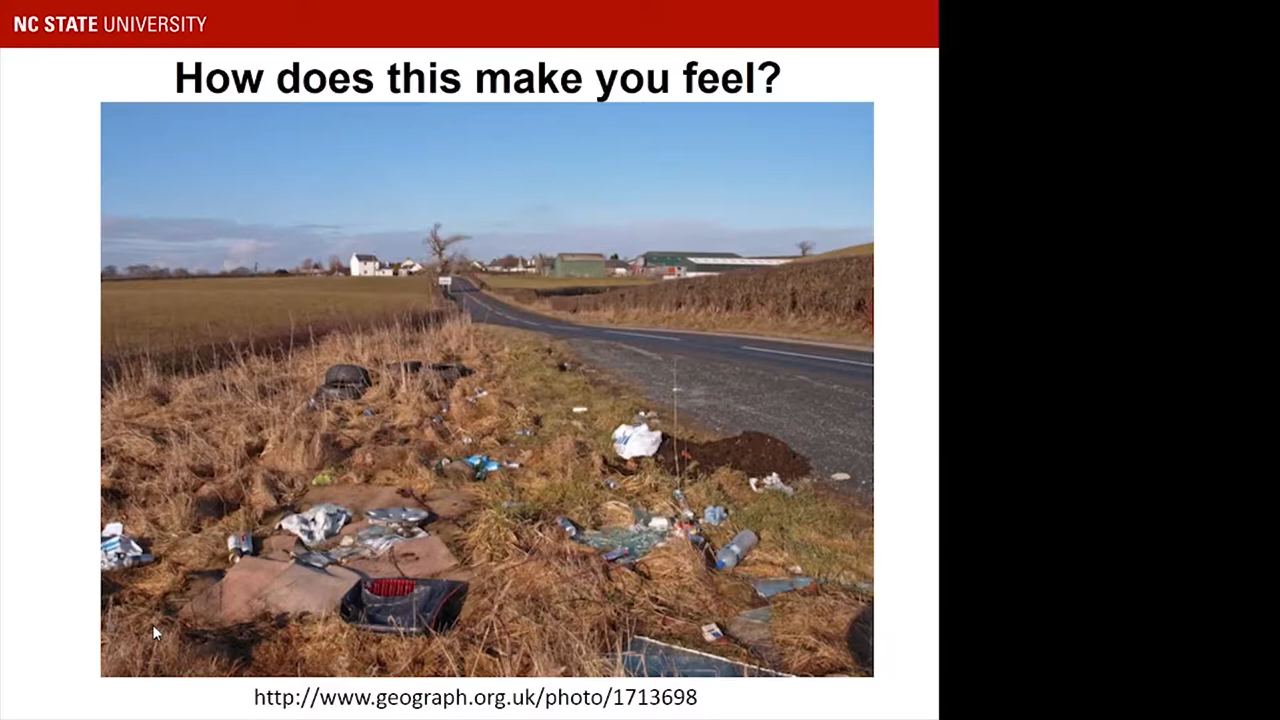 NC STATE UNIVERSITY
How does this make you feel?
http://www.geograph.org.uk/photo/1713698